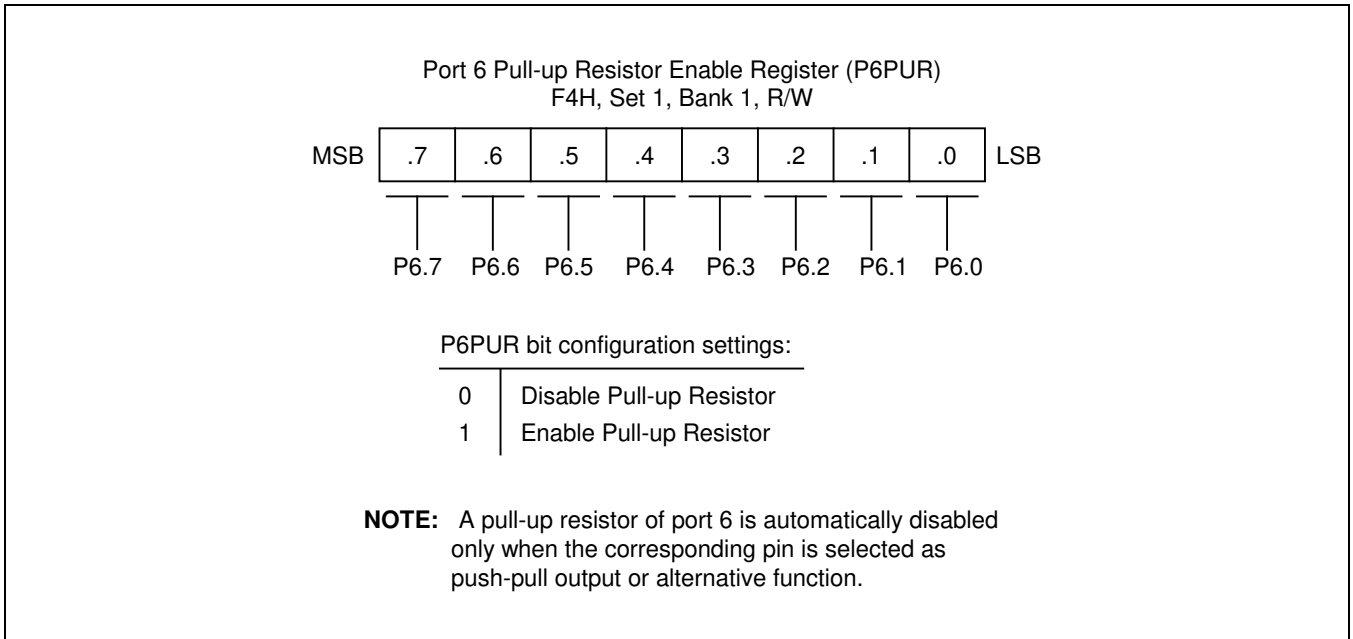 Port 6 Pull-up Resistor Enable Register (P6PUR)
F4H, Set 1, Bank 1, R/W
MSB .7 .6 .5 .4 .3 .2 .1 .0 LSB
P6.7 P6.6 P6.5 P6.4 P6.3 P6.2 P6.1 P6.0
P6PUR bit configuration settings:
0 Disable Pull-up Resistor
1 Enable Pull-up Resistor
NOTE: A pull-up resistor of port 6 is automatically disabled
only when the corresponding pin is selected as
push-pull output or alternative function.